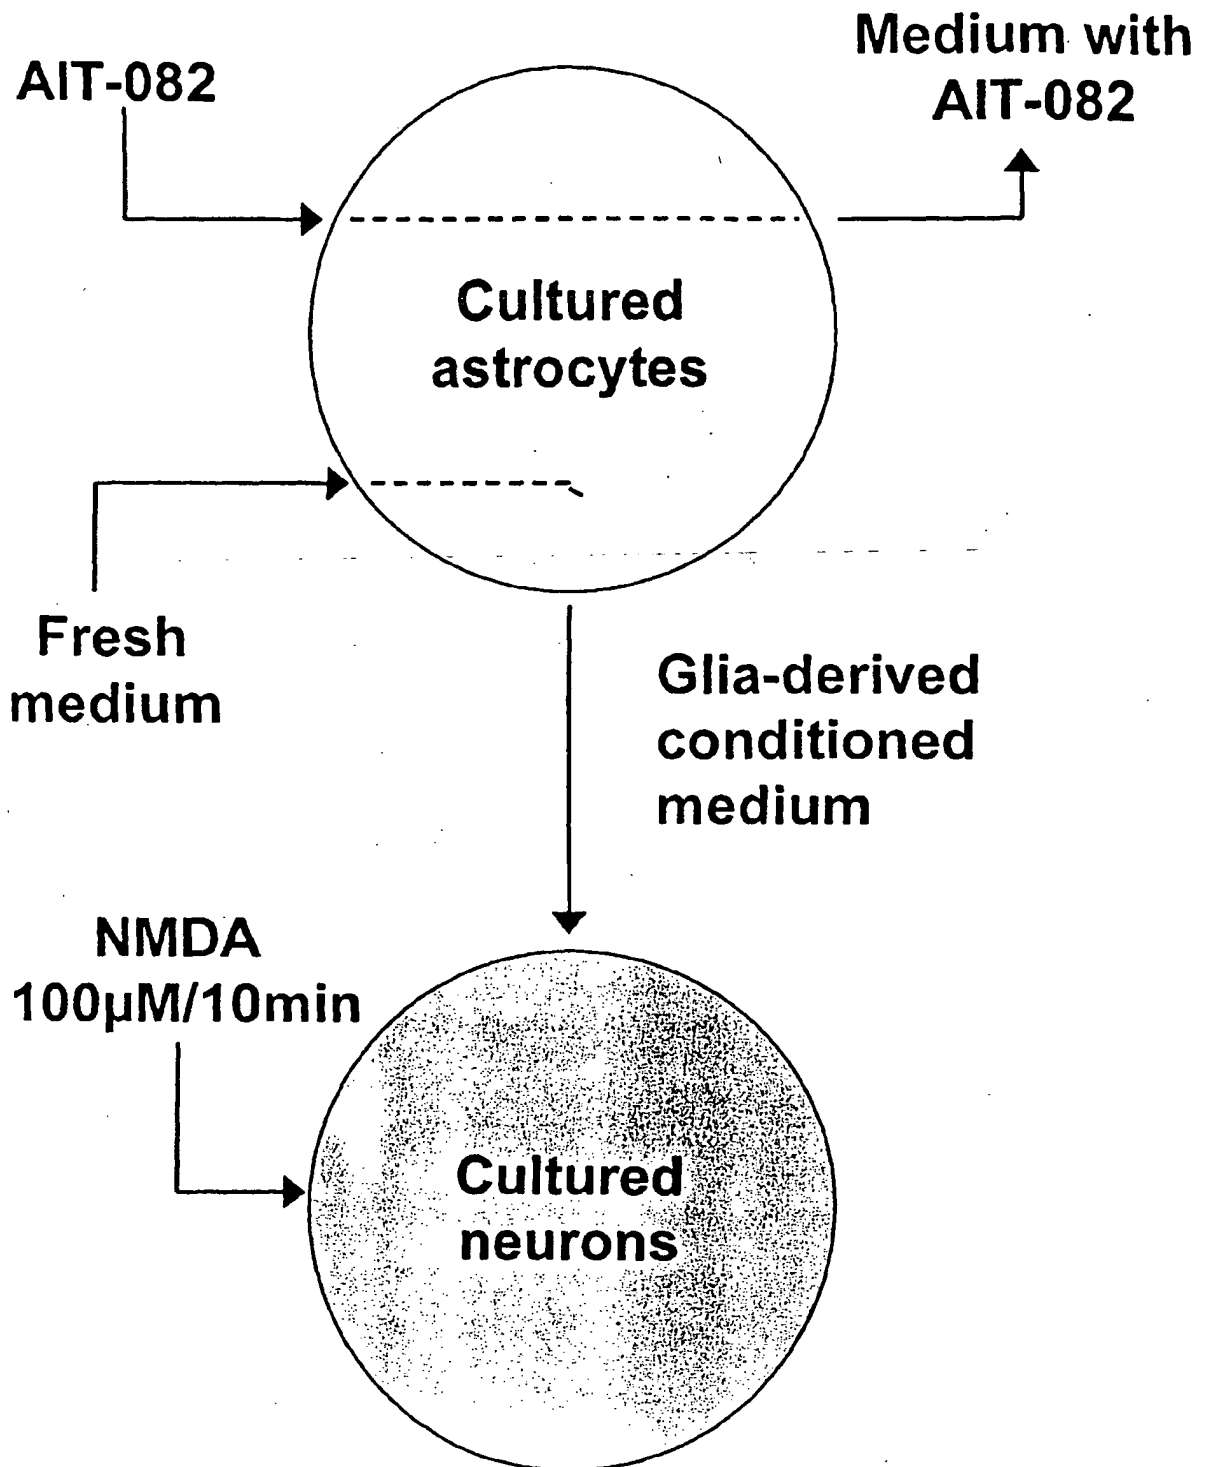 AIT-082
Medium with
AIT-082
Cultured
astrocytes
Fresh
medium
Glia-derived
conditioned
medium
NMDA
100µM/10min
Cultured
neurons